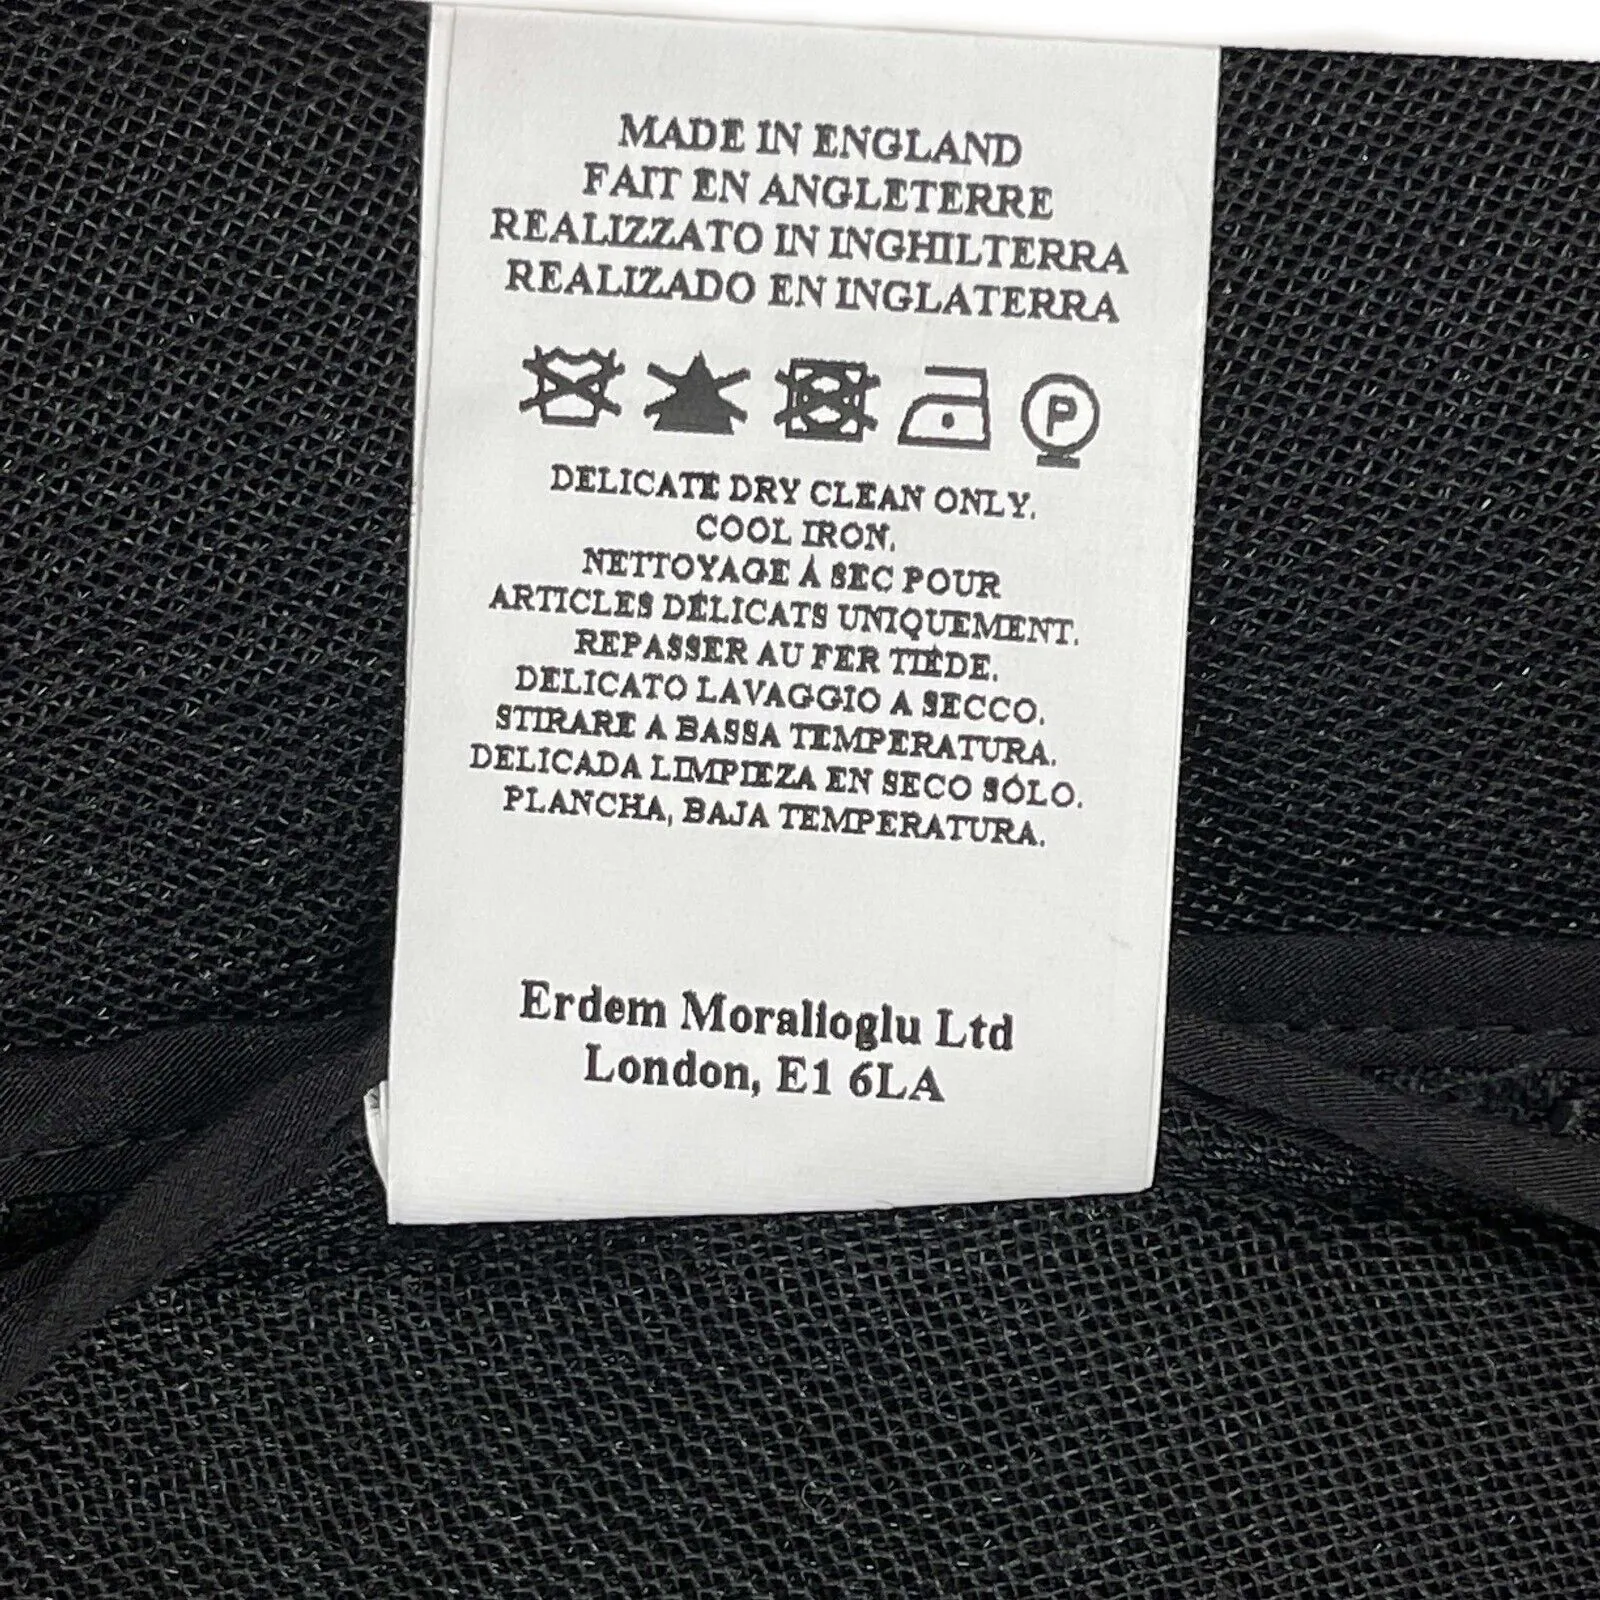 MADE IN ENGLAND
FAIT EN ANGLETERRE
REALIZZATO IN INGHILTERRA
REALIZADO EN INGLATERRA
P
DELICATE DRY CLEAN ONLY.
COOL IRON.
NETTOYAGE À SEC POUR
ARTICLES DÉLICATS UNIQUEMENT.
REPASSER AU FER TIÈDE.
DELICATO LAVAGGIO A SECCO.
STIRARE A BASSA TEMPERATURA.
DELICADA LIMPIEZA EN SECO SÓLO.
PLANCHA, BAJA TEMPERATURA.
Erdem Moralioglu Ltd
London, E1 6LA